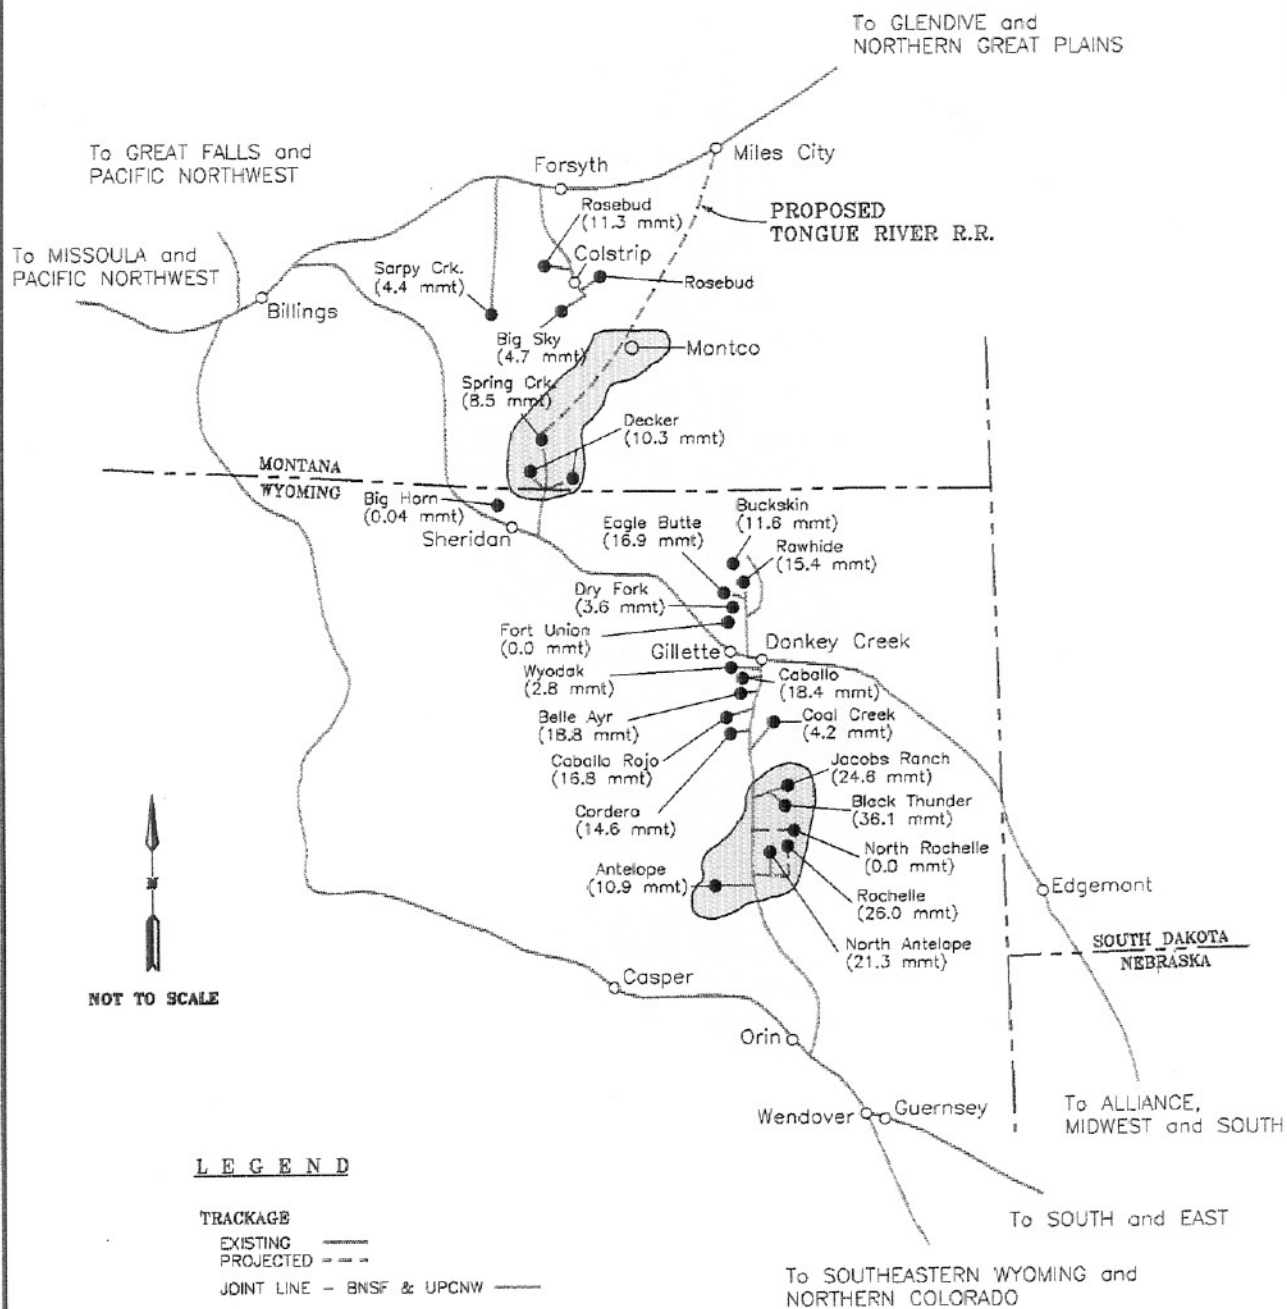 To GLENDIVE and
NORTHERN GREAT PLAINS
To GREAT FALLS and
PACIFIC NORTHWEST
Forsyth
Miles City
Rosebud
(11.3 mmt)
PROPOSED
TONGUE RIVER R.R.
To MISSOULA and
PACIFIC NORTHWEST
Colstrip
Sarpy Crk.
(4.4 mmt)
Rosebud
Billings
Big Sky
(4.7 mmt)
Montco
Spring Crk.
(8.5 mmt)
Decker
(10.3 mmt)
MONTANA
WYOMING
Big Horn
(0.04 mmt)
Sheridan
Buckskin
(11.6 mmt)
Eagle Butte
(16.9 mmt)
Rawhide
(15.4 mmt)
Dry Fork
(3.6 mmt)
Fort Union
(0.0 mmt)
Gillette
Donkey Creek
Wyodak
(2.8 mmt)
Caballo
(18.4 mmt)
Belle Ayr
(18.8 mmt)
Coal Creek
(4.2 mmt)
Caballo Rojo
(16.8 mmt)
Jacobs Ranch
(24.6 mmt)
Cordero
(14.6 mmt)
Black Thunder
(36.1 mmt)
North Rochelle
(0.0 mmt)
Antelope
(10.9 mmt)
Rochelle
(26.0 mmt)
Edgemont
North Antelope
(21.3 mmt)
SOUTH DAKOTA
NEBRASKA
NOT TO SCALE
Casper
Orin
Wendover
Guernsey
To ALLIANCE,
MIDWEST and SOUTH
To SOUTH and EAST
To SOUTHEASTERN WYOMING and
NORTHERN COLORADO
LEGEND
TRACKAGE
EXISTING
PROJECTED
JOINT LINE - BNSF & UPCNW